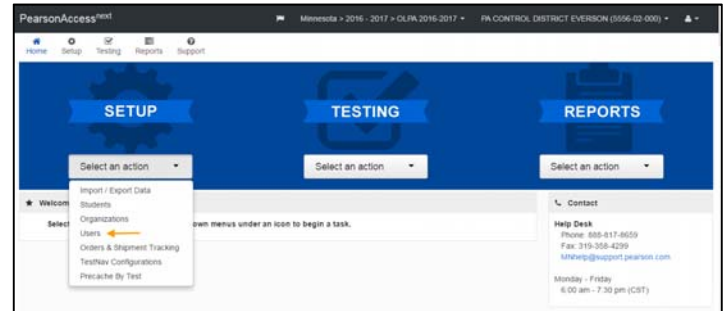 PearsonAccessnext
Minnesota > 2016 - 2017 > OLPA 2016-2017
PA CONTROL DISTRICT EVERSON (5556-02-000)
Home Setup Testing Reports Support
SETUP
TESTING
REPORTS
Select an action
Select an action
Select an action
Import / Export Data
Students
Organizations
Users
Orders & Shipment Tracking
TestNav Configurations
Precache By Test
Welcom
Select
own menus under an icon to begin a task.
Contact
Help Desk
Phone: 888-817-8659
Fax: 319-358-4299
MNhelp@support.pearson.com
Monday - Friday
6:00 am - 7:30 pm (CST)